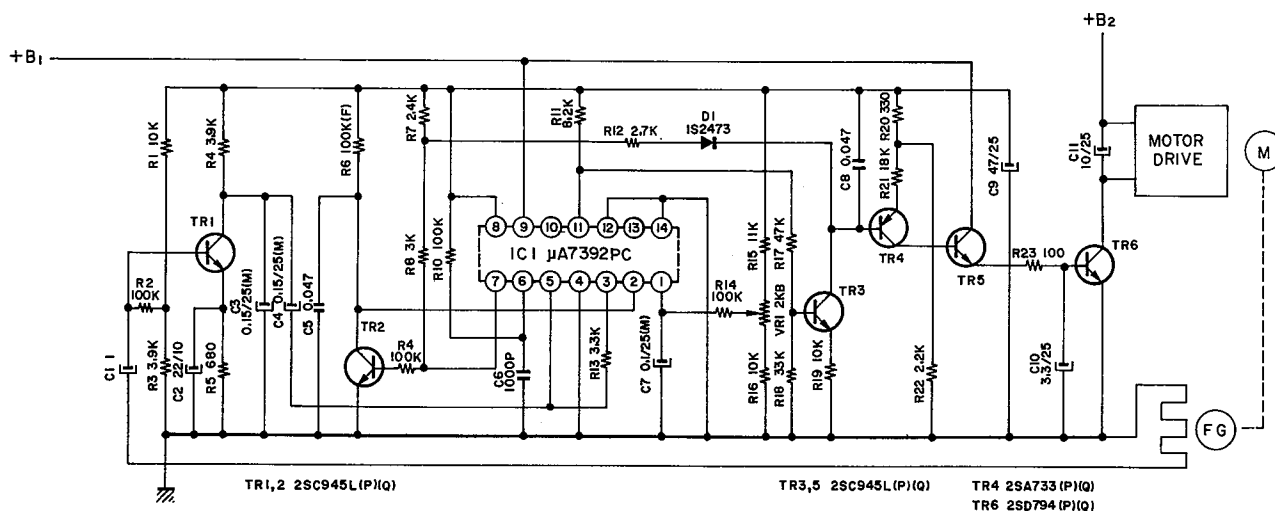 +B1
+B2
R1 10K
R4 3.9K
R6 100K(F)
R7 2.4K
R11 8.2K
R12 2.7K
D1
1S2473
C8 0.047
R20 330
R21 18K
C9 47/25
C11
10/25
MOTOR
DRIVE
M
TR1
8
9
10
11
12
13
14
IC1 µA7392PC
7
6
5
4
3
2
1
R8 3K
R10 100K
R15 11K
R17 47K
TR4
TR5
R23 100
TR6
R2
100K
C3
0.15/25(M)
C4 0.15/25(M)
C5 0.047
TR2
R4
100K
R14
100K
VR1 2KB
TR3
C1 1
R3 3.9K
C2 22/10
R5 680
C6
1000P
R13 3.3K
C7 0.1/25(M)
R16 10K
R18 33K
R19 10K
R22 2.2K
C10
3.3/25
FG
TR1,2 2SC945L(P)(Q)
TR3,5 2SC945L(P)(Q)
TR4 2SA733(P)(Q)
TR6 2SD794(P)(Q)